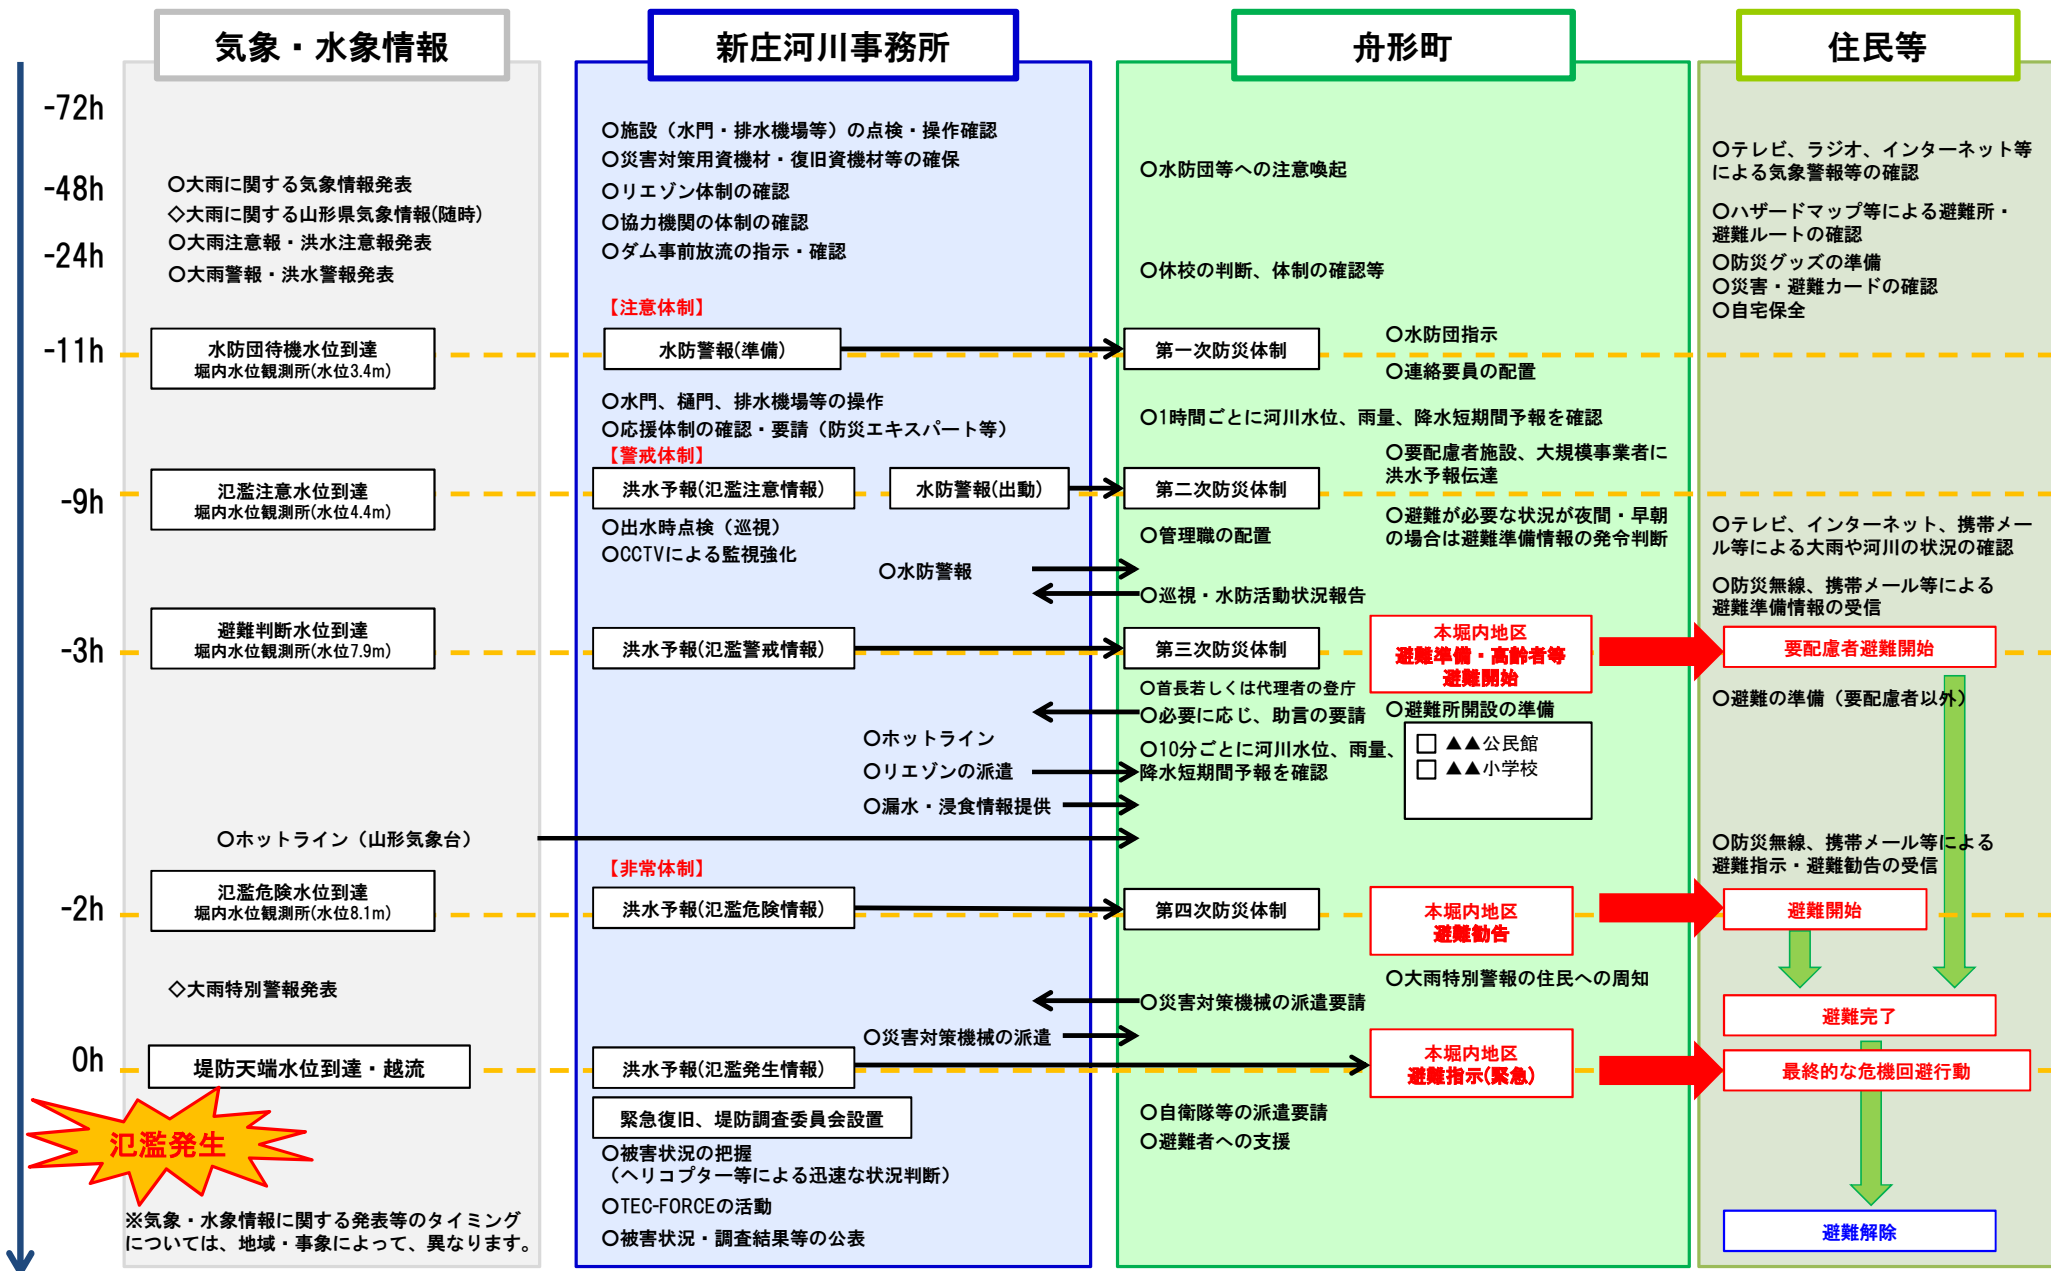 気象・水象情報
新庄河川事務所
舟形町
住民等
-72h
-48h
-24h
-11h
-9h
-3h
-2h
0h
○大雨に関する気象情報発表
◇大雨に関する山形県気象情報(随時)
○大雨注意報・洪水注意報発表
○大雨警報・洪水警報発表
水防団待機水位到達
堀内水位観測所(水位3.4m)
氾濫注意水位到達
堀内水位観測所(水位4.4m)
避難判断水位到達
堀内水位観測所(水位7.9m)
○ホットライン（山形気象台）
氾濫危険水位到達
堀内水位観測所(水位8.1m)
◇大雨特別警報発表
堤防天端水位到達・越流
氾濫発生
※気象・水象情報に関する発表等のタイミング
については、地域・事象によって、異なります。
○施設（水門・排水機場等）の点検・操作確認
○災害対策用資機材・復旧資機材等の確保
○リエゾン体制の確認
○協力機関の体制の確認
○ダム事前放流の指示・確認
【注意体制】
水防警報(準備)
○水門、樋門、排水機場等の操作
○応援体制の確認・要請（防災エキスパート等）
【警戒体制】
洪水予報(氾濫注意情報)
水防警報(出動)
○出水時点検（巡視）
○CCTVによる監視強化
○水防警報
洪水予報(氾濫警戒情報)
○ホットライン
○リエゾンの派遣
○漏水・浸食情報提供
【非常体制】
洪水予報(氾濫危険情報)
○災害対策機械の派遣
洪水予報(氾濫発生情報)
緊急復旧、堤防調査委員会設置
○被害状況の把握
（ヘリコプター等による迅速な状況判断）
○TEC-FORCEの活動
○被害状況・調査結果等の公表
○水防団等への注意喚起
○休校の判断、体制の確認等
第一次防災体制
○水防団指示
○連絡要員の配置
○1時間ごとに河川水位、雨量、降水短期間予報を確認
第二次防災体制
○要配慮者施設、大規模事業者に
洪水予報伝達
○管理職の配置
○避難が必要な状況が夜間・早朝
の場合は避難準備情報の発令判断
○巡視・水防活動状況報告
第三次防災体制
本堀内地区
避難準備・高齢者等
避難開始
○首長若しくは代理者の登庁
○必要に応じ、助言の要請
○避難所開設の準備
□ ▲▲公民館
□ ▲▲小学校
○10分ごとに河川水位、雨量、
降水短期間予報を確認
第四次防災体制
本堀内地区
避難勧告
○大雨特別警報の住民への周知
○災害対策機械の派遣要請
本堀内地区
避難指示(緊急)
○自衛隊等の派遣要請
○避難者への支援
○テレビ、ラジオ、インターネット等
による気象警報等の確認
○ハザードマップ等による避難所・
避難ルートの確認
○防災グッズの準備
○災害・避難カードの確認
○自宅保全
○テレビ、インターネット、携帯メー
ル等による大雨や河川の状況の確認
○防災無線、携帯メール等による
避難準備情報の受信
要配慮者避難開始
○避難の準備（要配慮者以外）
○防災無線、携帯メール等による
避難指示・避難勧告の受信
避難開始
避難完了
最終的な危機回避行動
避難解除